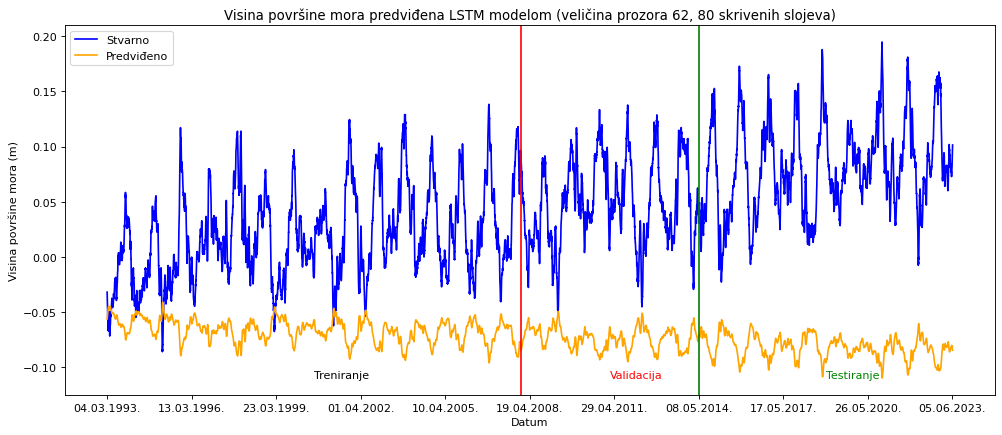 Visina površine mora predviđena LSTM modelom (veličina prozora 62, 80 skrivenih slojeva)
Stvarno
Predviđeno
0.20
0.15
0.10
0.05
0.00
−0.05
−0.10
Visina površine mora (m)
Treniranje
Validacija
Testiranje
04.03.1993.
13.03.1996.
23.03.1999.
01.04.2002.
10.04.2005.
19.04.2008.
29.04.2011.
08.05.2014.
17.05.2017.
26.05.2020.
05.06.2023.
Datum